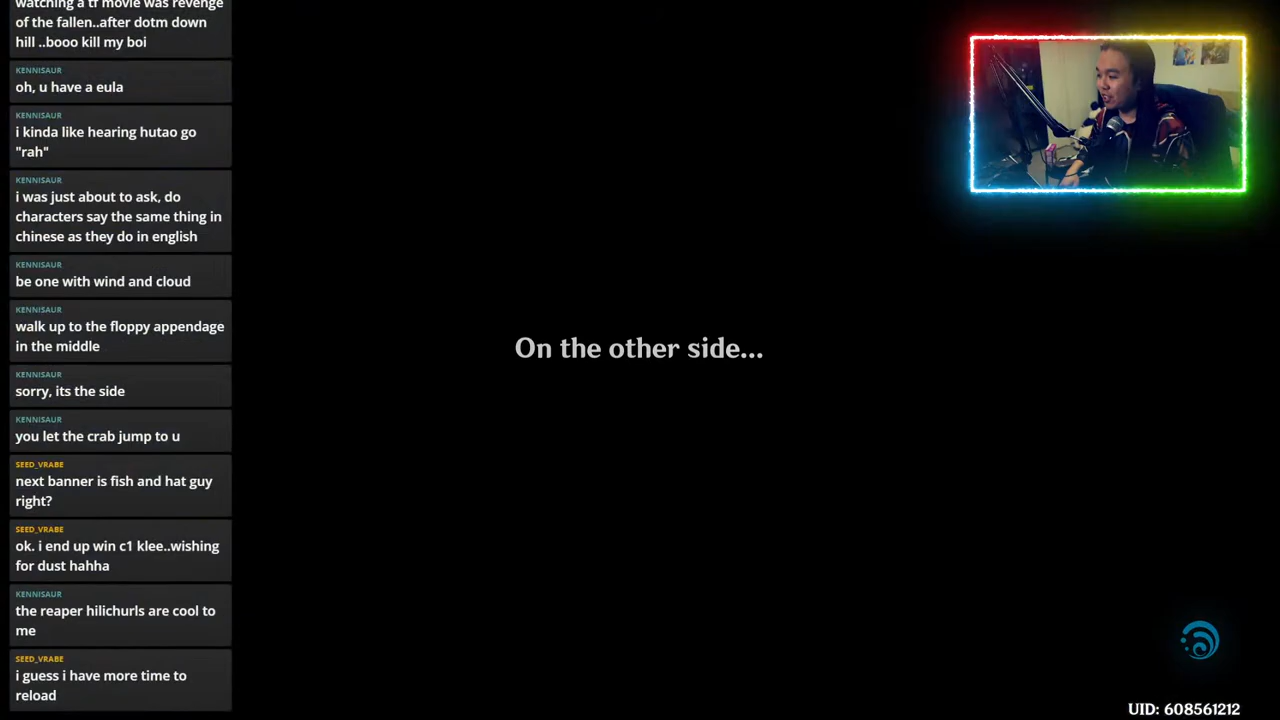 watching a tf movie was revenge
of the fallen..after dotm down
hill ..booo kill my boi
KENNISAUR
oh, u have a eula
KENNISAUR
i kinda like hearing hutao go
"rah"
KENNISAUR
i was just about to ask, do
characters say the same thing in
chinese as they do in english
KENNISAUR
be one with wind and cloud
KENNISAUR
walk up to the floppy appendage
in the middle
KENNISAUR
sorry, its the side
KENNISAUR
you let the crab jump to u
SEED_VRABE
next banner is fish and hat guy
right?
SEED_VRABE
ok. i end up win c1 klee..wishing
for dust hahha
KENNISAUR
the reaper hilichurls are cool to
me
SEED_VRABE
i guess i have more time to
reload
On the other side...
UID: 608561212